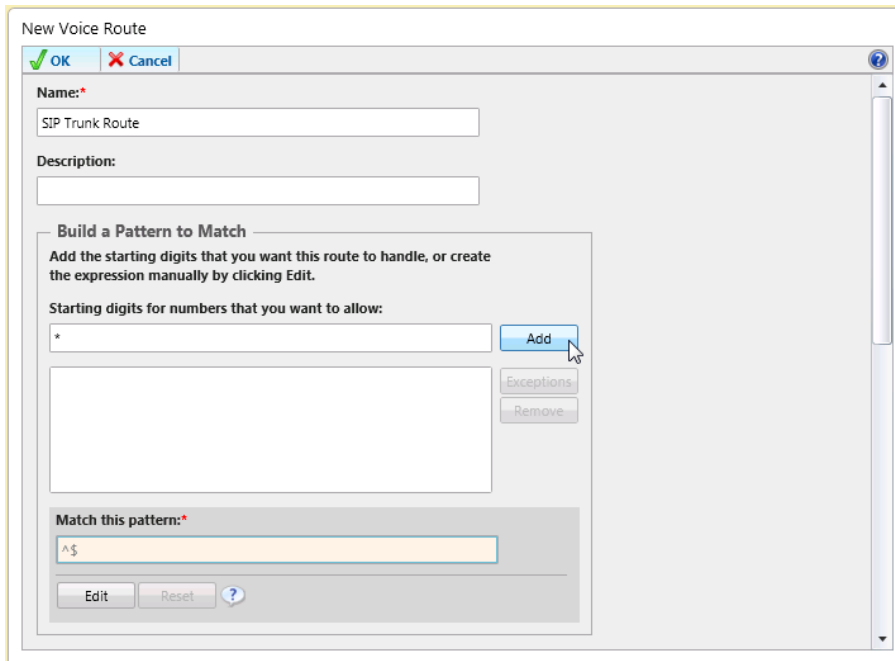 New Voice Route
OK Cancel
Name:*
SIP Trunk Route
Description:
Build a Pattern to Match
Add the starting digits that you want this route to handle, or create
the expression manually by clicking Edit.
Starting digits for numbers that you want to allow:
* Add
Exceptions
Remove
Match this pattern:*
^$
Edit Reset ?